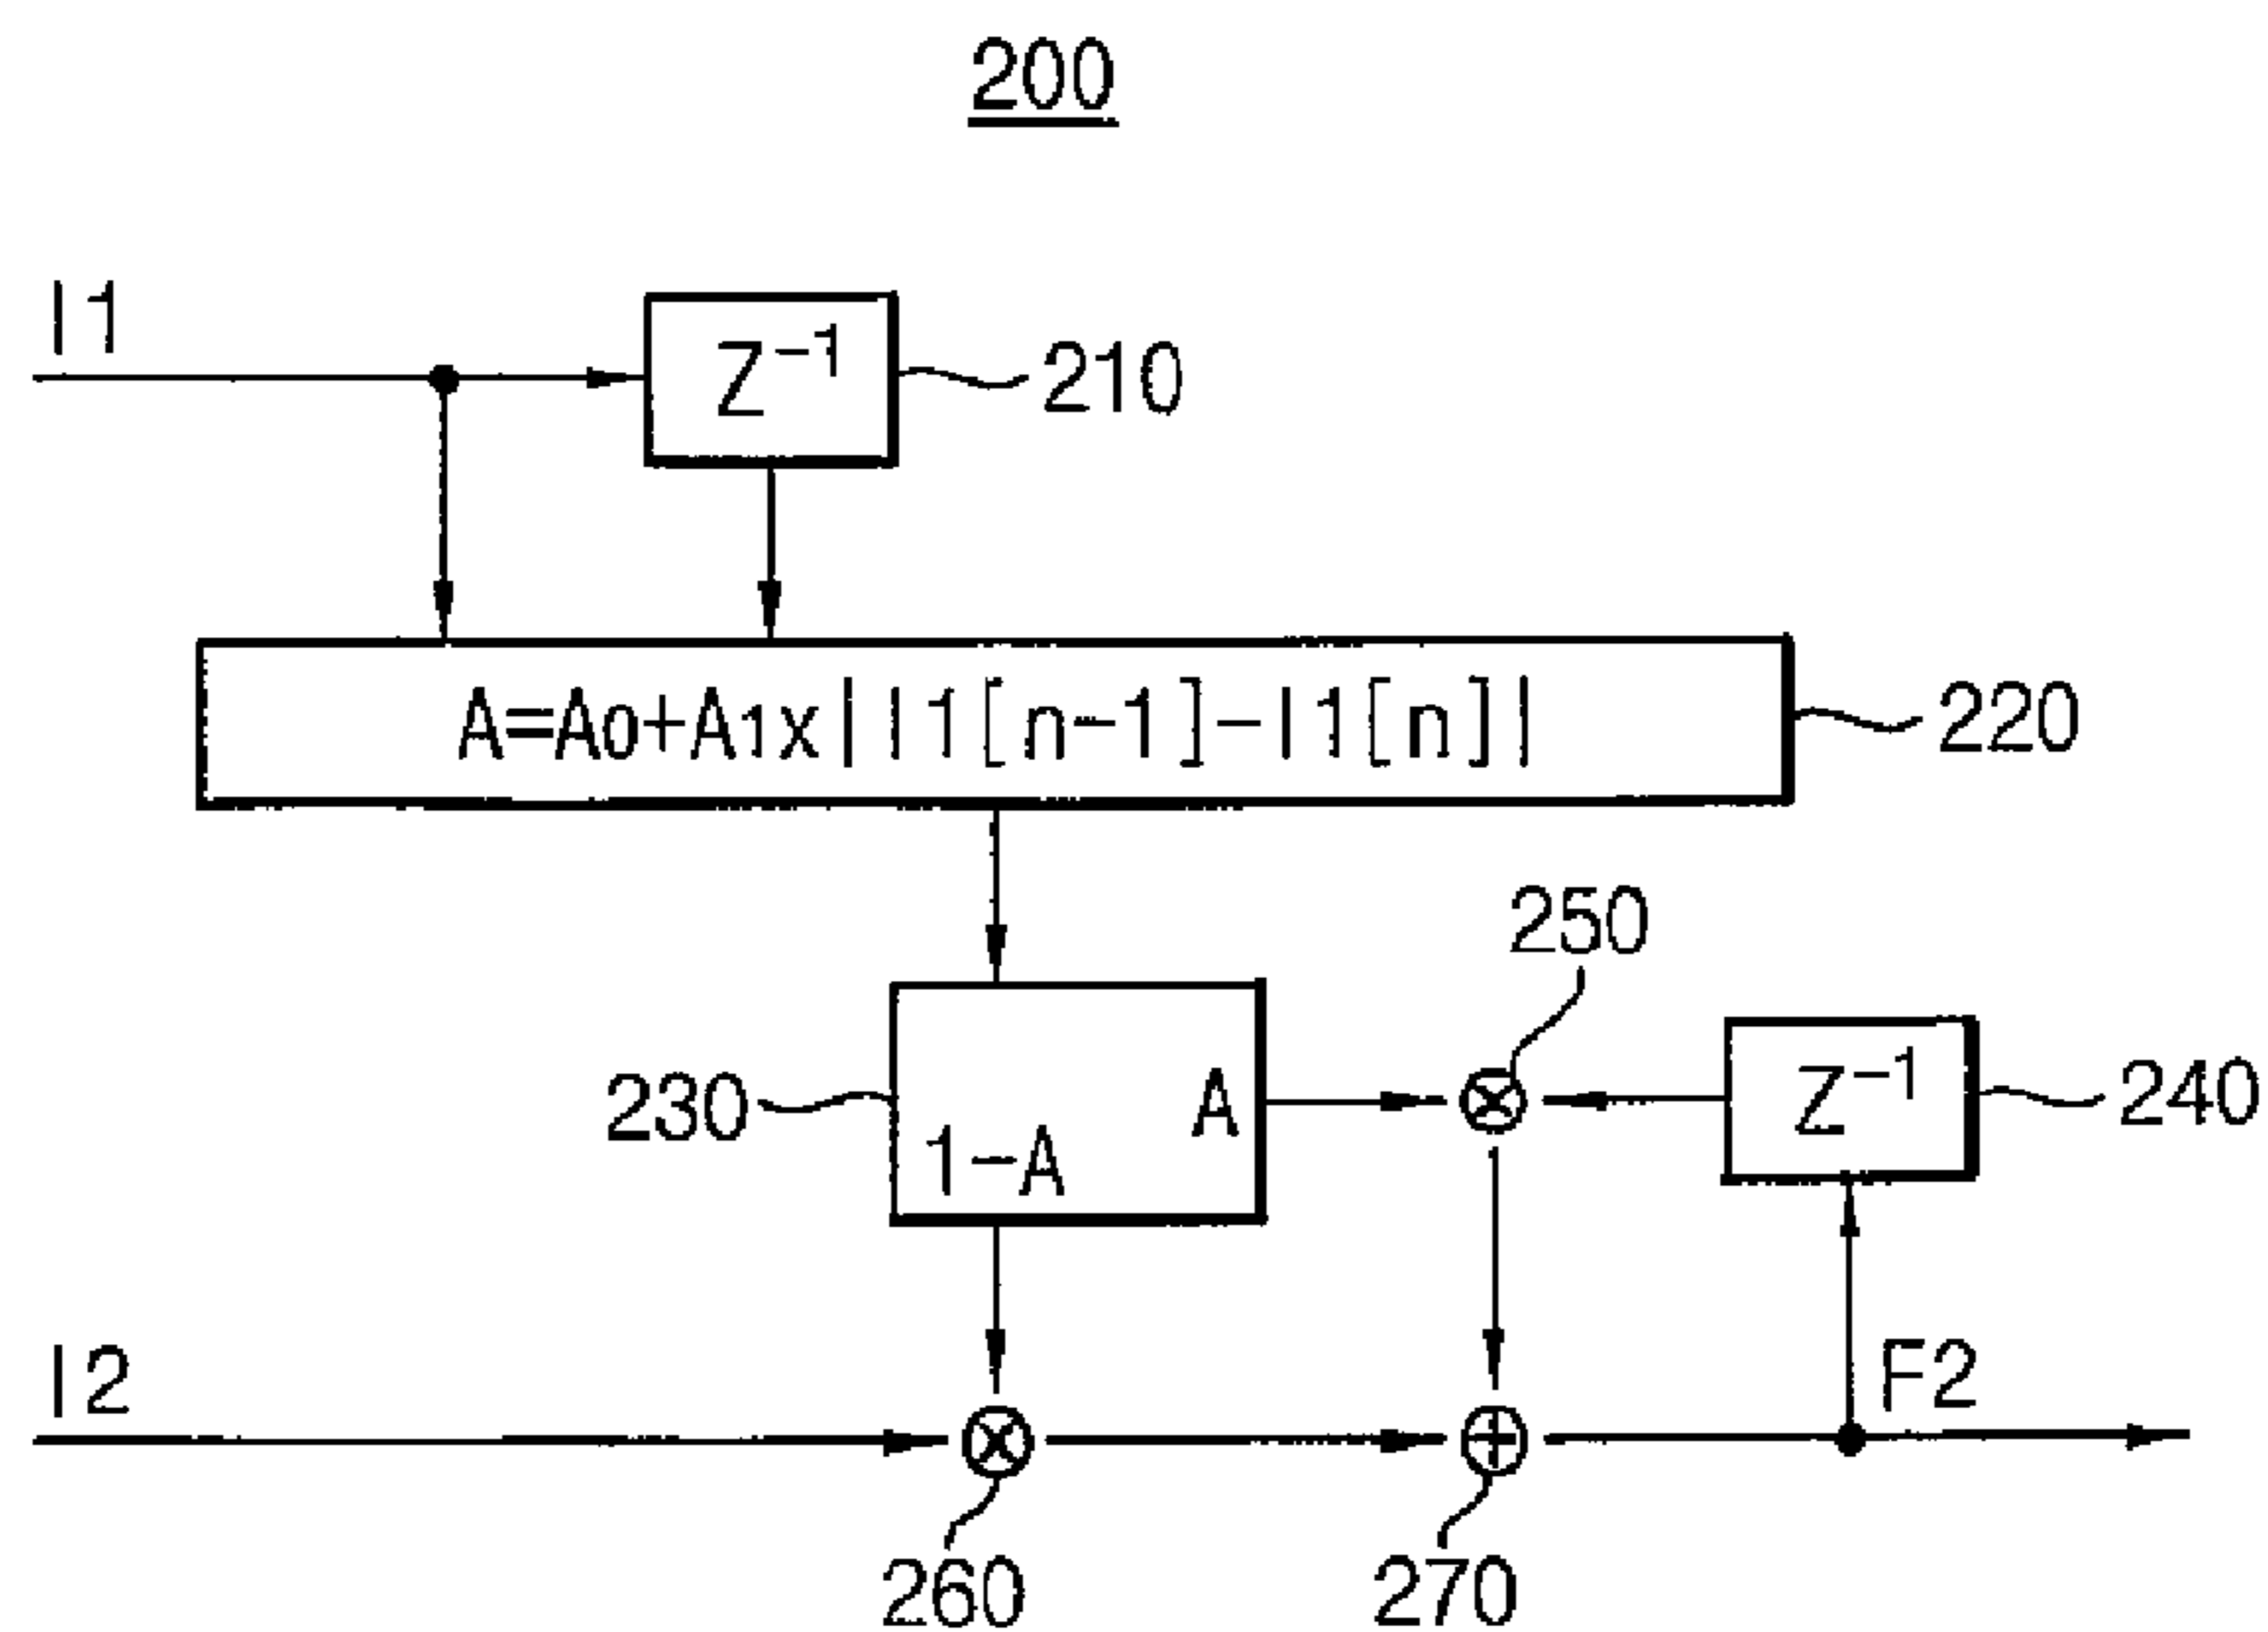 200
I1
Z⁻¹
210
A=A₀+A₁x|I1[n-1]-I1[n]|
220
250
230
1-A
A
Z⁻¹
240
I2
F2
260
270